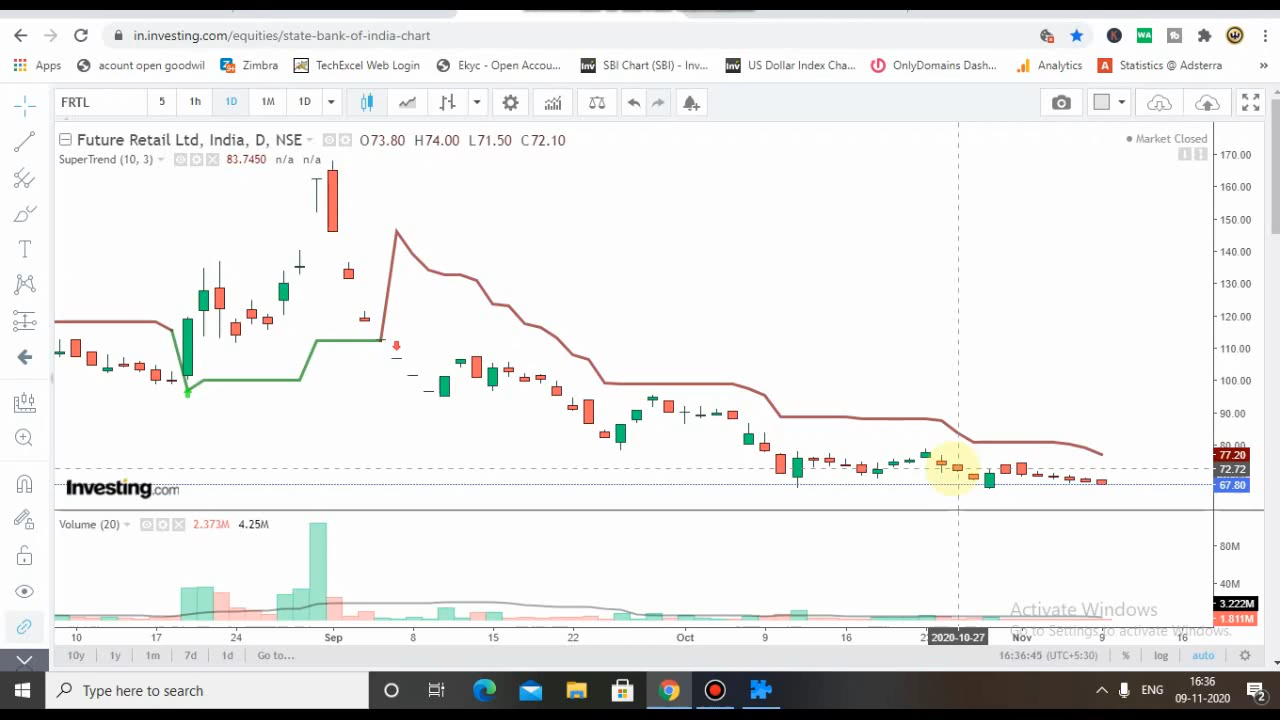 in.investing.com/equities/state-bank-of-india-chart
Apps acount open goodwil Zimbra TechExcel Web Login Ekyc - Open Accou... SBI Chart (SBI) - Inv... US Dollar Index Cha... OnlyDomains Dash... Analytics Statistics @ Adsterra »
FRTL 5 1h 1D 1M 1D
Future Retail Ltd, India, D, NSE O73.80 H74.00 L71.50 C72.10
Market Closed
SuperTrend (10, 3) 83.7450 n/a n/a
170.00
160.00
150.00
140.00
130.00
120.00
110.00
100.00
90.00
80.00
77.20
72.72
67.80
Investing.com
Volume (20) 2.373M 4.25M
80M
40M
3.222M
1.811M
Activate Windows
Go to Settings to activate Windows.
10 17 24 Sep 8 15 22 Oct 9 16 2020-10-27 Nov 9 16
10y 1y 1m 7d 1d Go to... 16:36:45 (UTC+5:30) % log auto
Type here to search
ENG
16:36
09-11-2020
2